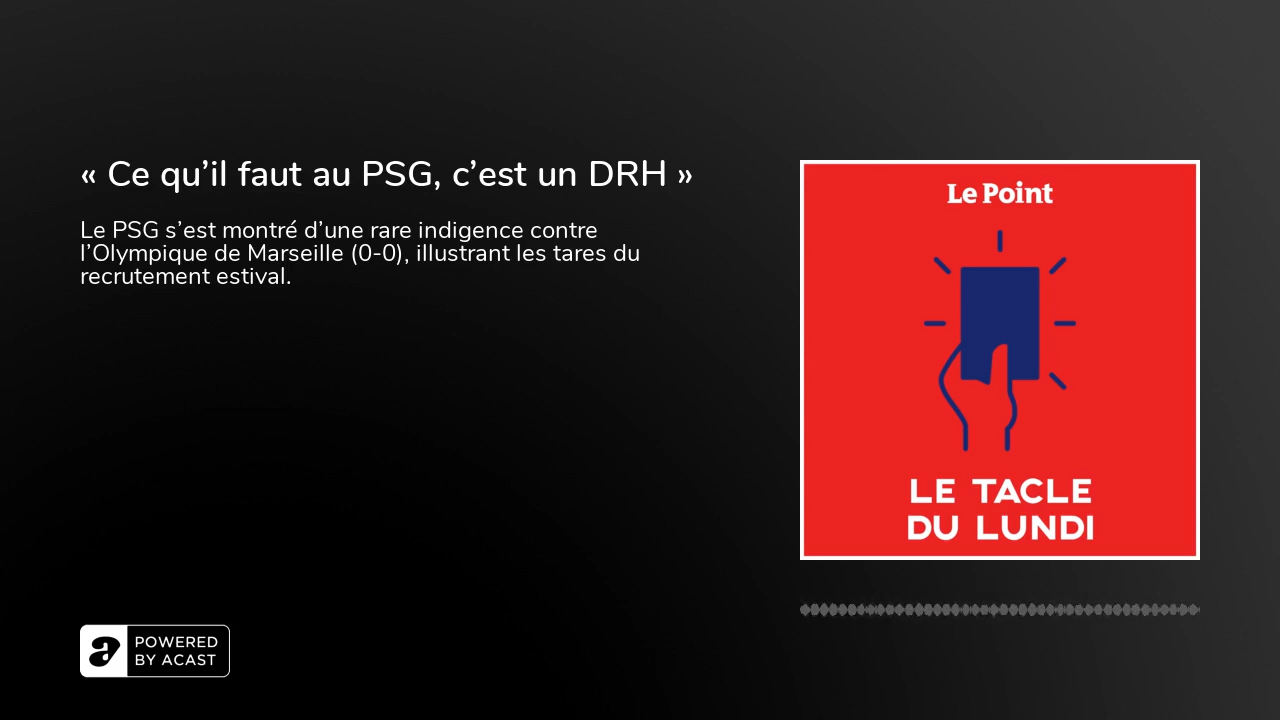 « Ce qu’il faut au PSG, c’est un DRH »
Le PSG s’est montré d’une rare indigence contre
l’Olympique de Marseille (0-0), illustrant les tares du
recrutement estival.
Le Point
LE TACLE
DU LUNDI
a
POWERED
BY ACAST